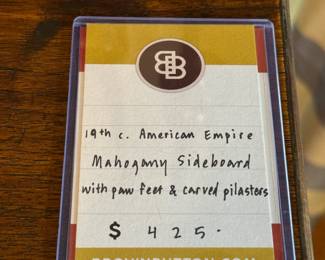 19th c. American Empire
Mahogany Sideboard
with paw feet & carved pilasters
$ 425.